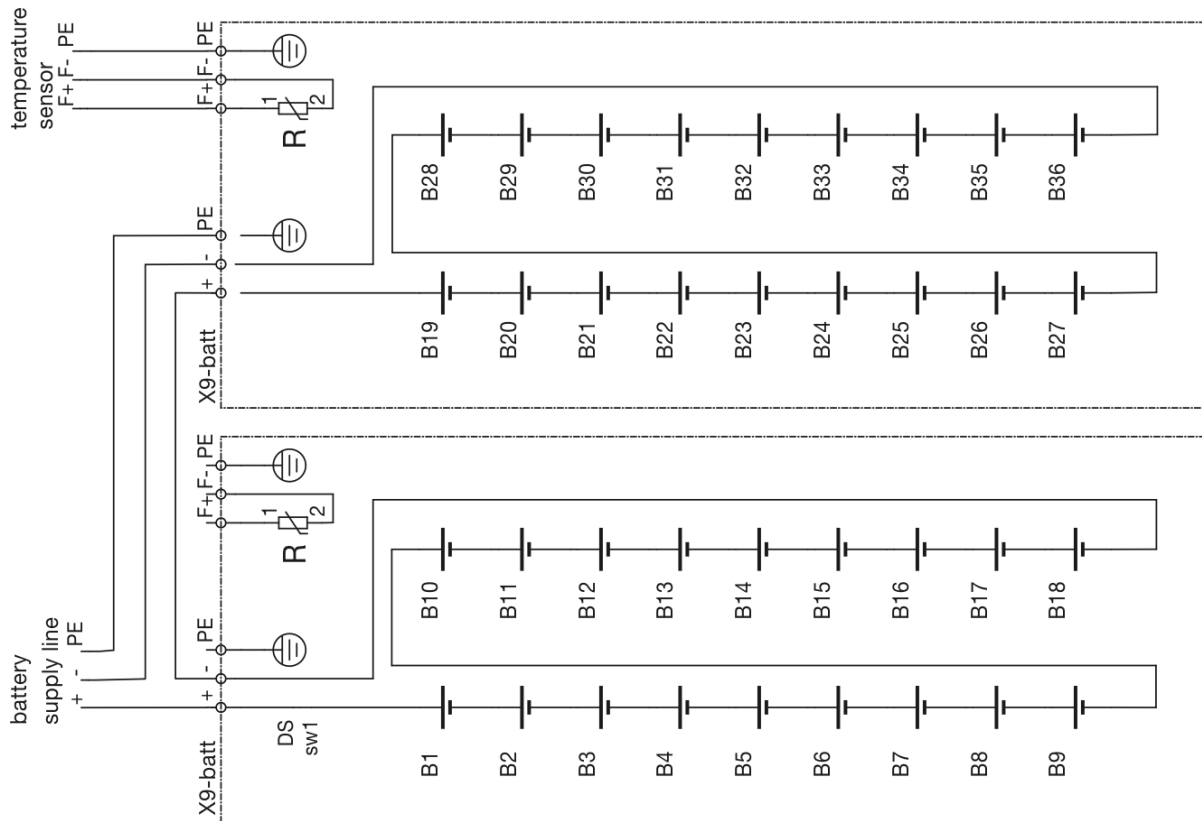 temperature
sensor
F+ F- PE
F+ F- PE
1
2
R
+ - PE
X9-batt
B28
B29
B30
B31
B32
B33
B34
B35
B36
B19
B20
B21
B22
B23
B24
B25
B26
B27
battery
supply line
+ - PE
F+ F- PE
1
2
R
+ - PE
X9-batt
DS
sw1
B10
B11
B12
B13
B14
B15
B16
B17
B18
B1
B2
B3
B4
B5
B6
B7
B8
B9